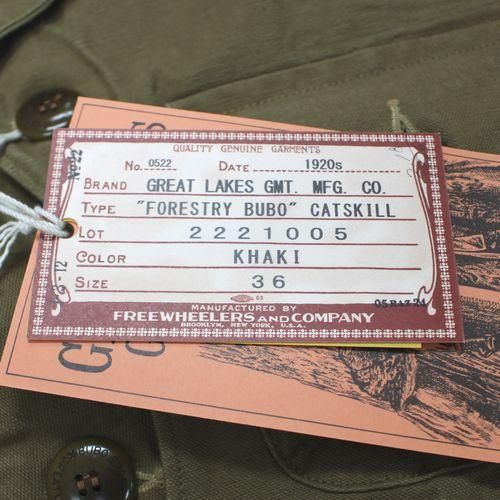 QUALITY GENUINE GARMENTS
No. 0522 DATE 1920s
BRAND GREAT LAKES GMT. MFG. CO.
TYPE "FORESTRY BUBO" CATSKILL
LOT 2221005
COLOR KHAKI
SIZE 36
63
MANUFACTURED BY
FREEWHEELERS AND COMPANY
BROOKLYN, NEW YORK, U.S.A.